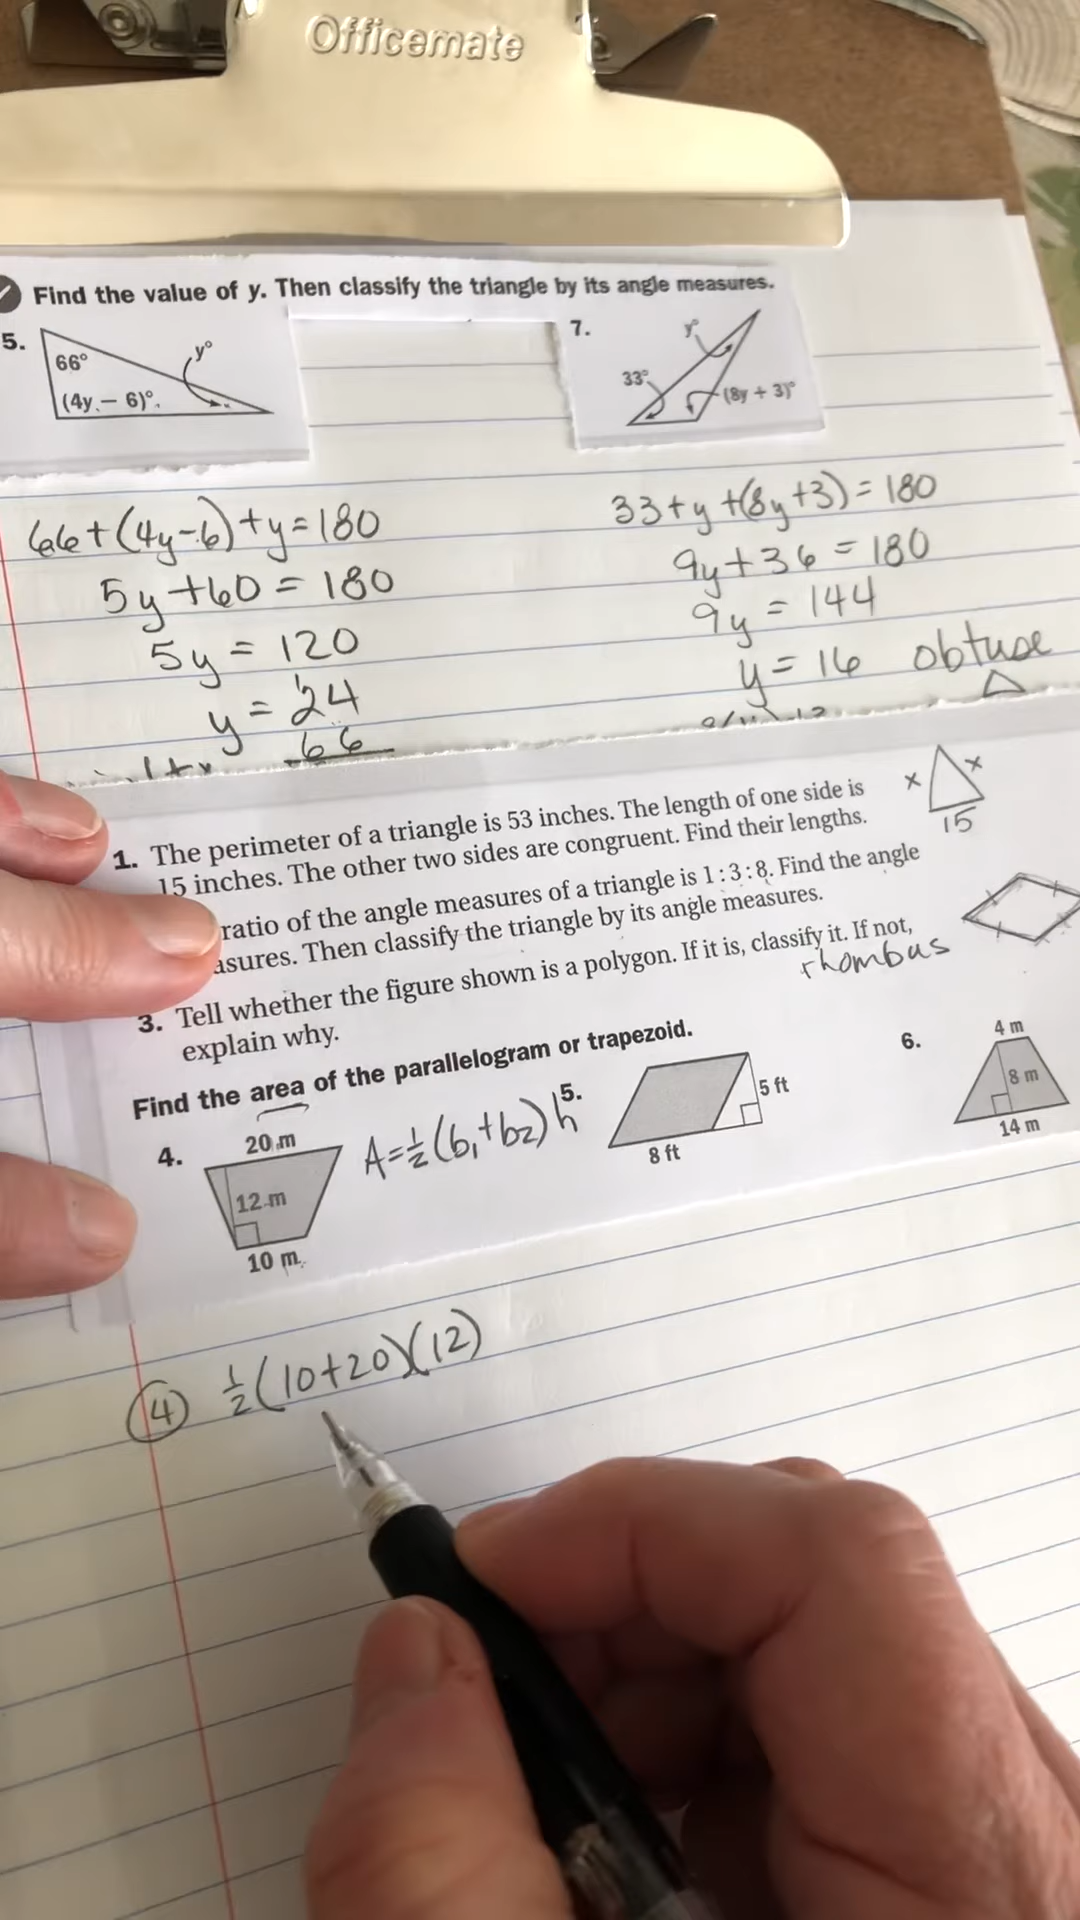 Officemate
Find the value of y. Then classify the triangle by its angle measures.
5.
66°
(4y - 6)°
y°
7.
y°
33°
(8y + 3)°
66+(4y-6)+y=180
5y+60 = 180
5y = 120
y = 24
66
33+y+(8y+3)=180
9y+36 = 180
9y = 144
y = 16 obtuse
1. The perimeter of a triangle is 53 inches. The length of one side is
15 inches. The other two sides are congruent. Find their lengths.
x x
15
ratio of the angle measures of a triangle is 1:3:8. Find the angle
asures. Then classify the triangle by its angle measures.
3. Tell whether the figure shown is a polygon. If it is, classify it. If not,
explain why.
rhombus
Find the area of the parallelogram or trapezoid.
4.
20 m
12 m
10 m
A=½(b₁+b₂)h
5.
5 ft
8 ft
6.
4 m
8 m
14 m
④ ½(10+20)(12)